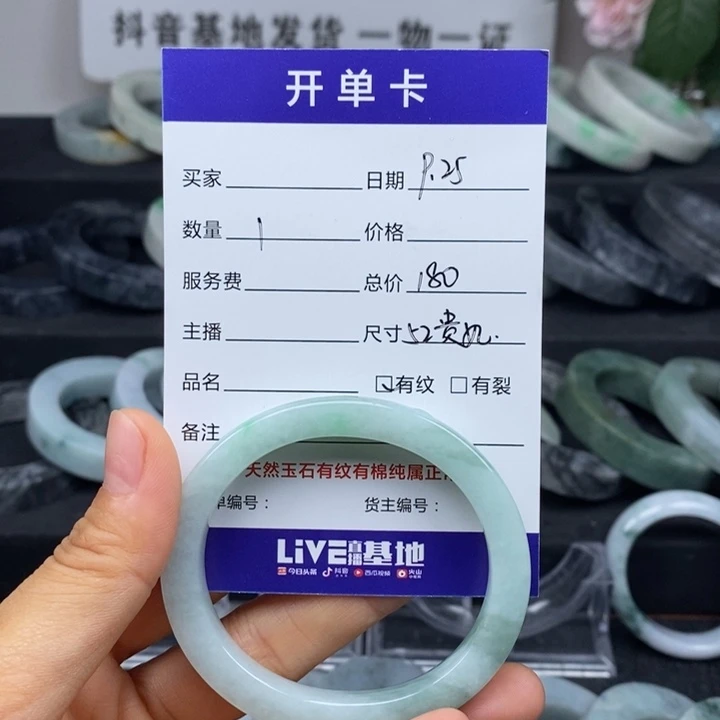 抖音基地发货 一物一证
开单卡
买家 日期 9.25
数量 1 价格
服务费 总价 180
主播 尺寸 52贵妃.
品名 ☑有纹 □有裂
备注
天然玉石有纹有棉纯属正
单编号： 货主编号：
LiVE直播基地
今日头条 抖音 西瓜视频 火山